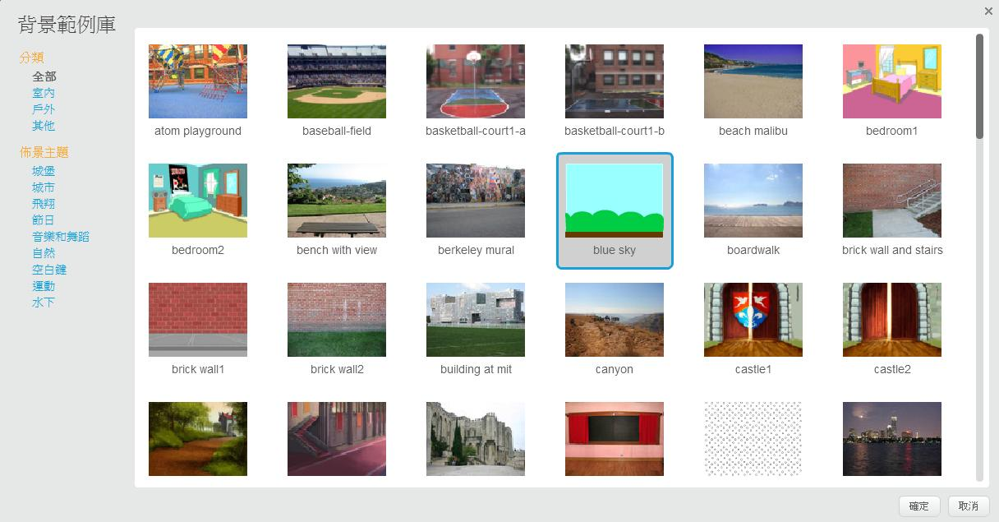 背景範例庫
×
分類
全部
室內
戶外
其他
佈景主題
城堡
城市
飛翔
節日
音樂和舞蹈
自然
空白鍵
運動
水下
atom playground
baseball-field
basketball-court1-a
basketball-court1-b
beach malibu
bedroom1
bedroom2
bench with view
berkeley mural
blue sky
boardwalk
brick wall and stairs
brick wall1
brick wall2
building at mit
canyon
castle1
castle2
確定
取消